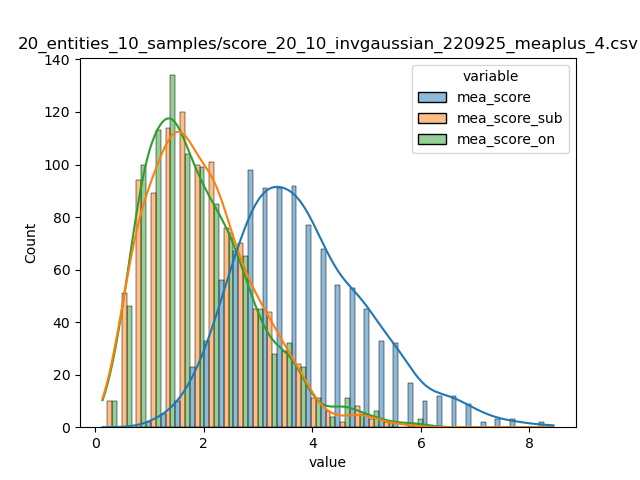 20_entities_10_samples/score_20_10_invgaussian_220925_meaplus_4.csv
variable
mea_score
mea_score_sub
mea_score_on
Count
140
120
100
80
60
40
20
0
0 2 4 6 8
value